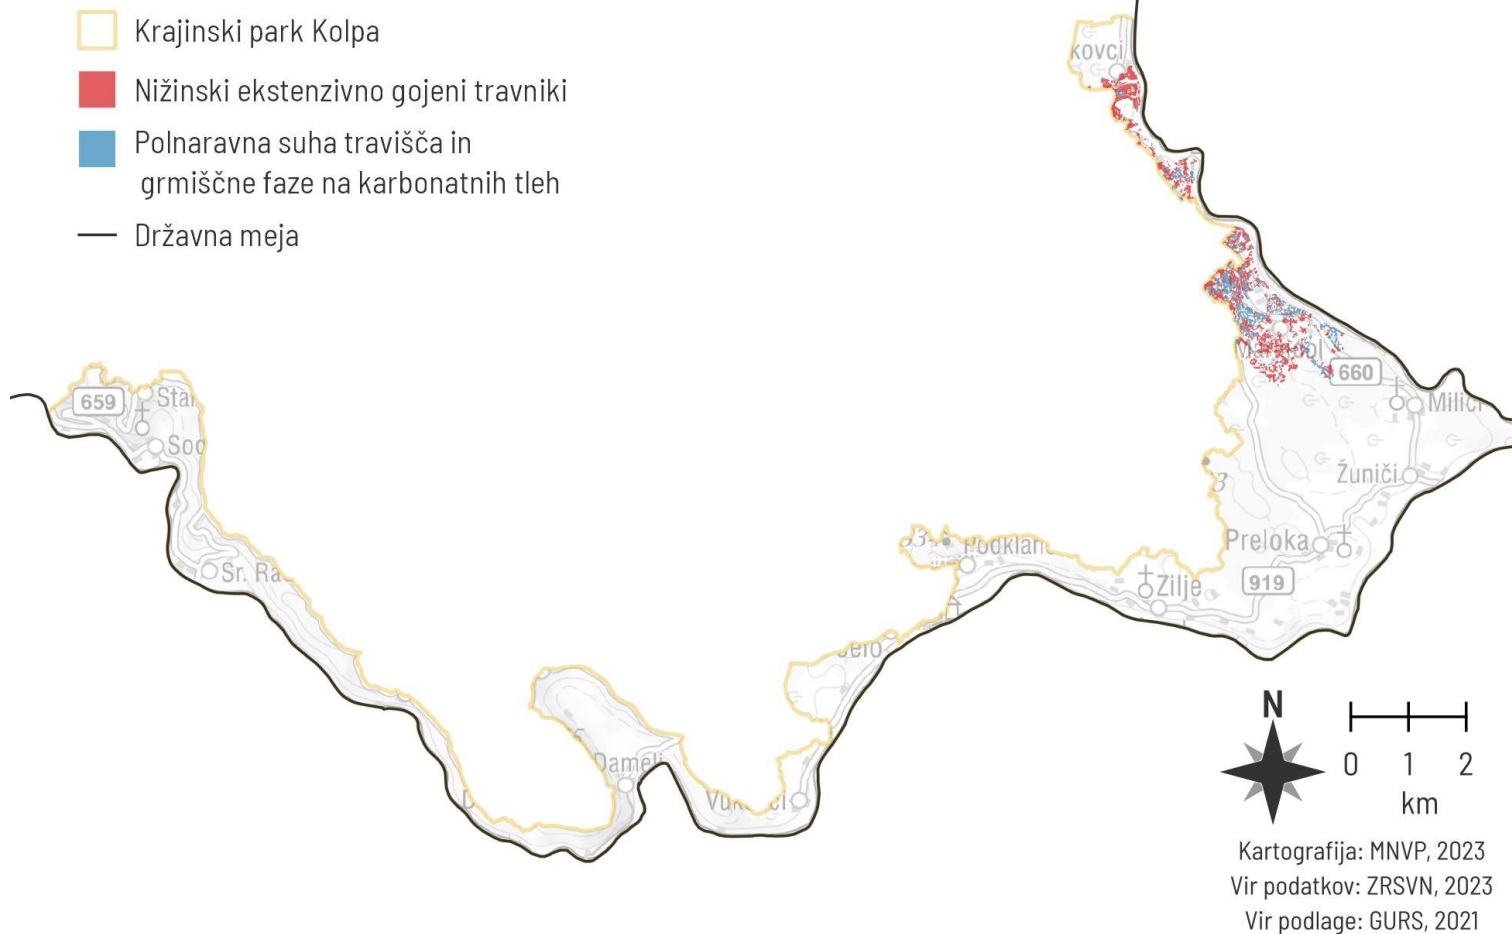 Krajinski park Kolpa
Nižinski ekstenzivno gojeni travniki
Polnaravna suha travišča in
grmiščne faze na karbonatnih tleh
Državna meja
kovci
660
659
Milići
Žuniči
Preloka
919
Zilje
N
0 1 2
km
Kartografija: MNVP, 2023
Vir podatkov: ZRSVN, 2023
Vir podlage: GURS, 2021